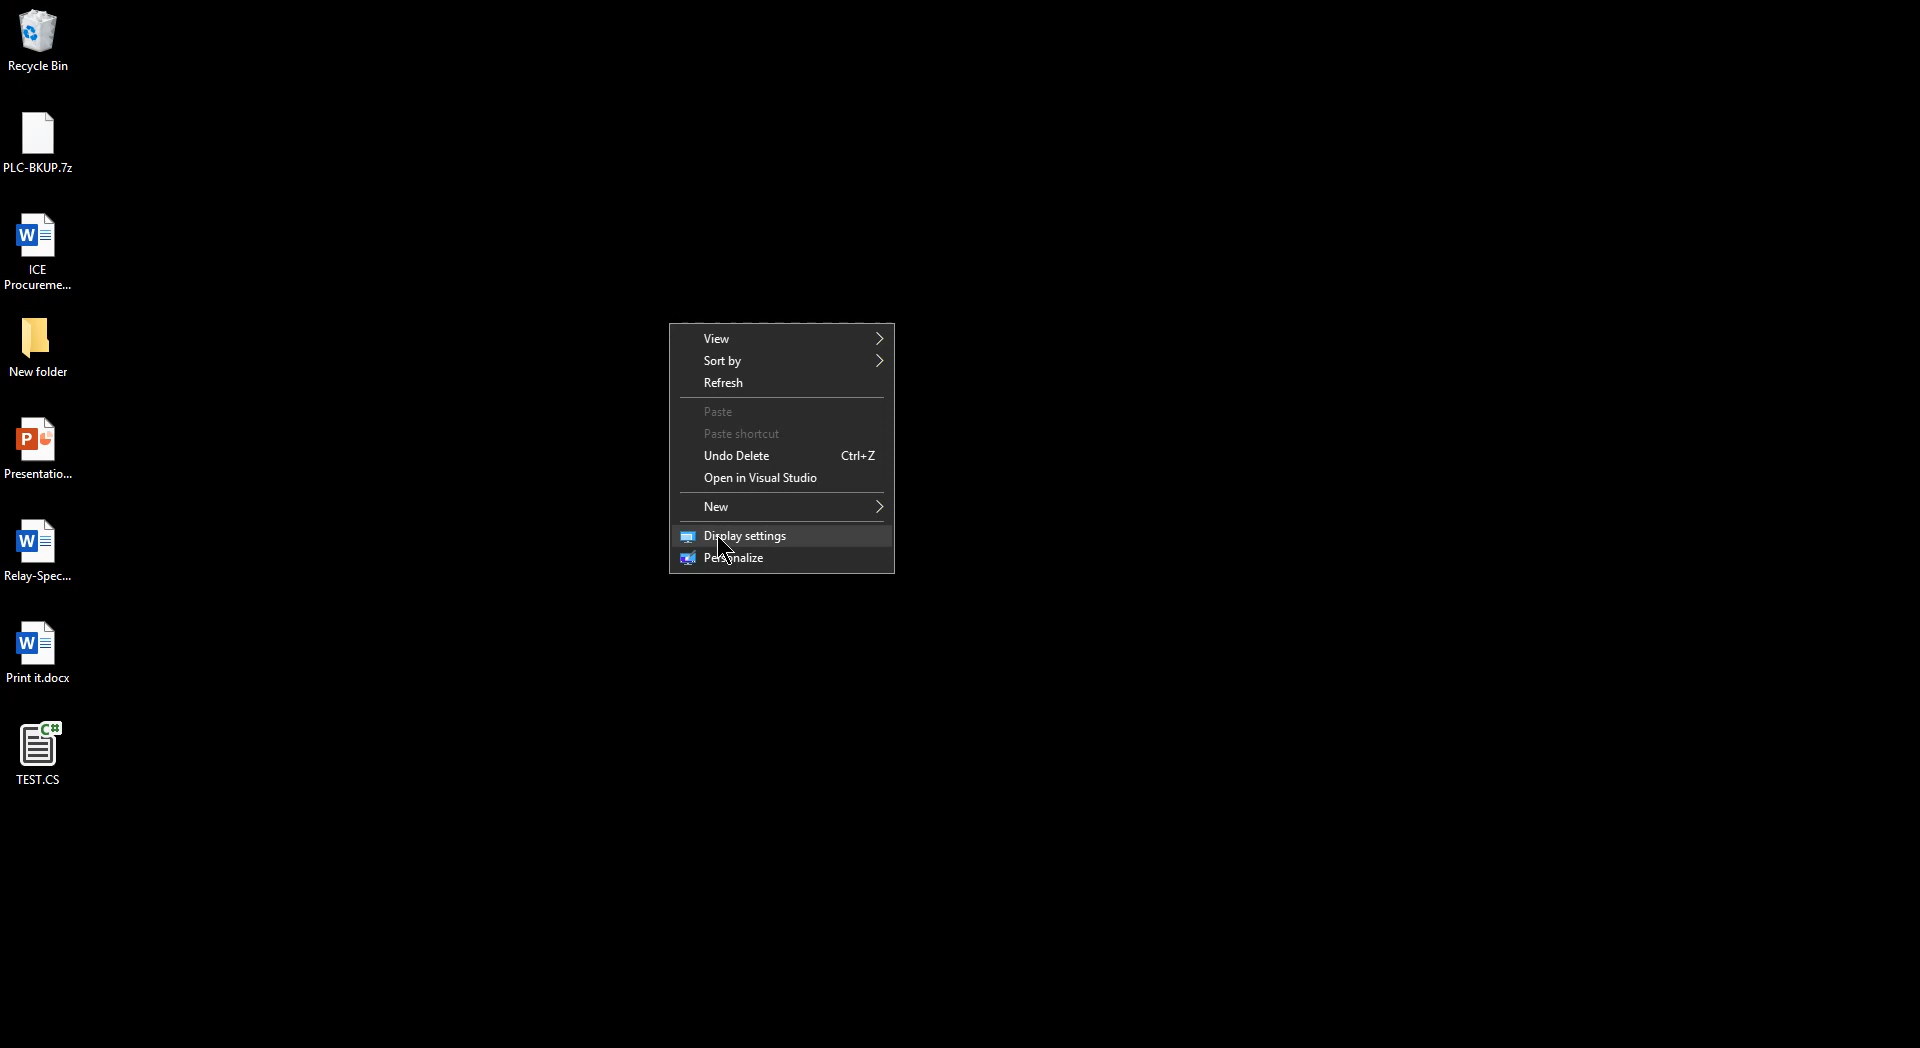 Recycle Bin
PLC-BKUP.7z
ICE
Procureme...
New folder
Presentatio...
Relay-Spec...
Print it.docx
TEST.CS
View
Sort by
Refresh
Paste
Paste shortcut
Undo Delete Ctrl+Z
Open in Visual Studio
New
Display settings
Personalize